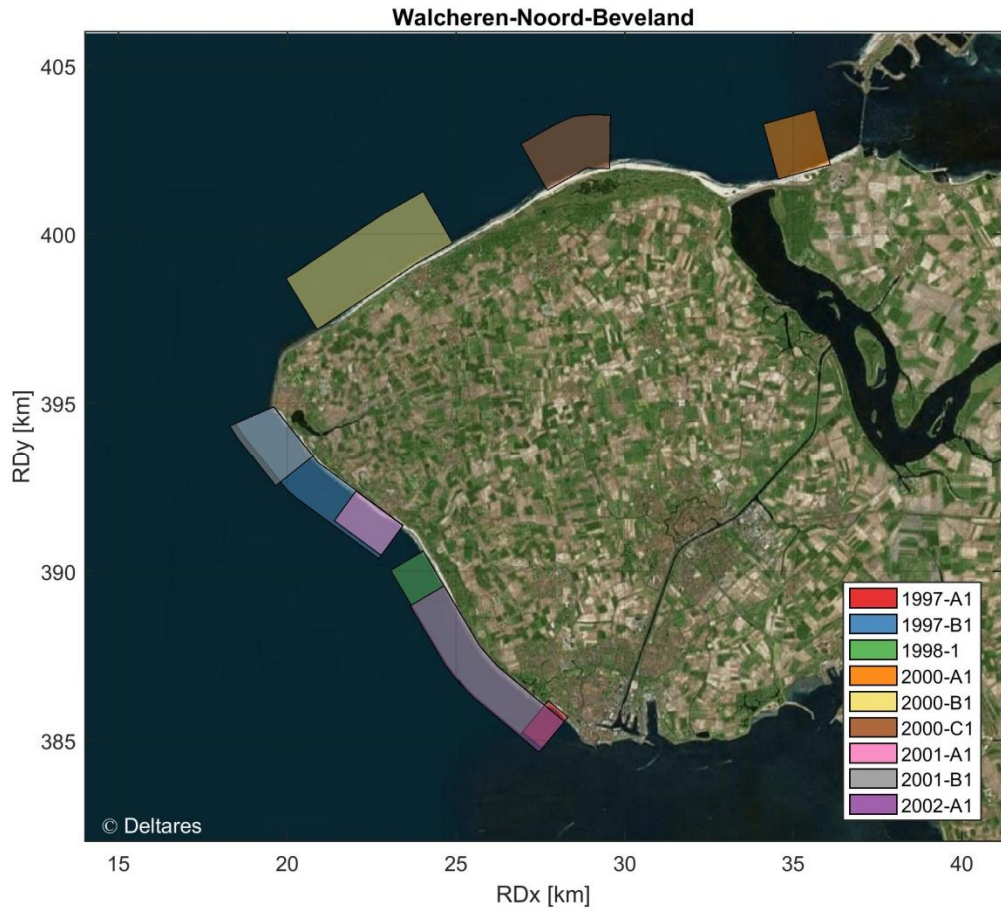 Walcheren-Noord-Beveland
405
400
395
390
385
RDy [km]
15
20
25
30
35
40
RDx [km]
1997-A1
1997-B1
1998-1
2000-A1
2000-B1
2000-C1
2001-A1
2001-B1
2002-A1
© Deltares